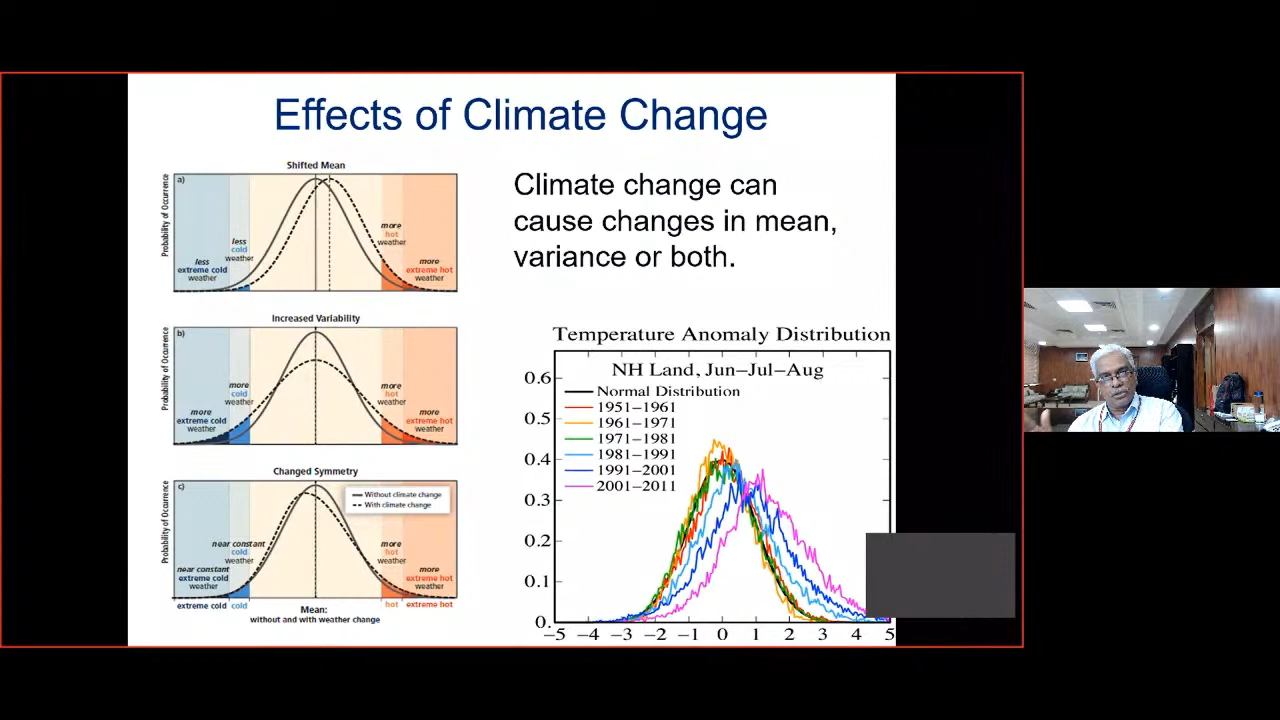 Effects of Climate Change
Shifted Mean
Probability of Occurrence
a)
less
cold
weather
less
extreme cold
weather
more
hot
weather
more
extreme hot
weather
Increased Variability
Probability of Occurrence
b)
more
cold
weather
more
extreme cold
weather
more
hot
weather
more
extreme hot
weather
Changed Symmetry
Probability of Occurrence
c)
Without climate change
With climate change
near constant
cold
weather
near constant
extreme cold
weather
more
hot
weather
more
extreme hot
weather
extreme cold cold
Mean:
without and with weather change
hot extreme hot
Climate change can
cause changes in mean,
variance or both.
Temperature Anomaly Distribution
NH Land, Jun-Jul-Aug
Normal Distribution
1951-1961
1961-1971
1971-1981
1981-1991
1991-2001
2001-2011
0.6
0.5
0.4
0.3
0.2
0.1
0.
-5 -4 -3 -2 -1 0 1 2 3 4 5